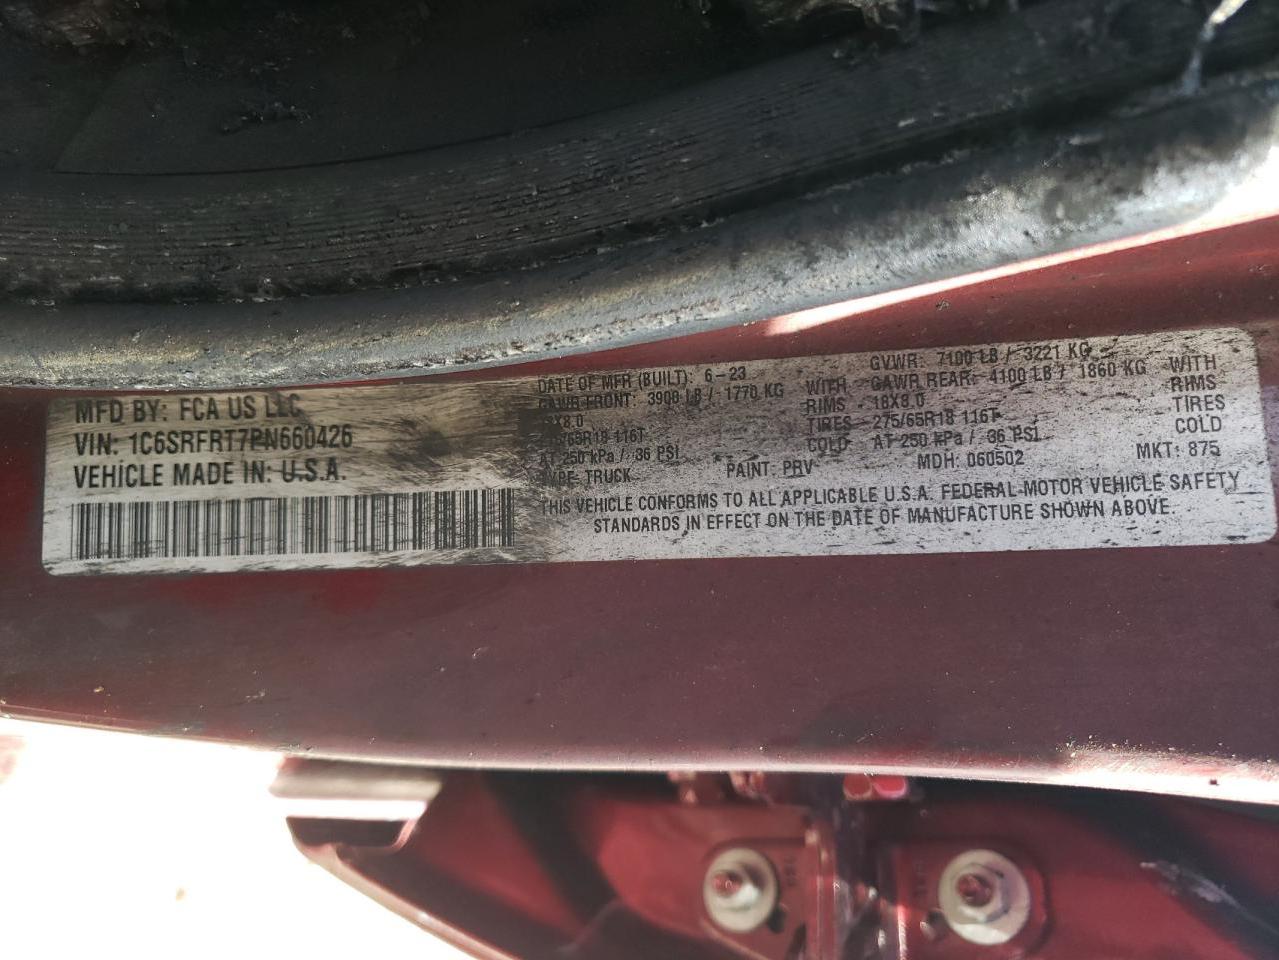 MFD BY: FCA US LLC
VIN: 1C6SRFRT7PN660426
VEHICLE MADE IN: U.S.A.
DATE OF MFR (BUILT): 6-23 GVWR: 7100 LB / 3221 KG
GAWR FRONT: 3900 LB / 1770 KG WITH GAWR REAR: 4100 LB / 1860 KG WITH
18X8.0 RIMS 18X8.0 RIMS
275/65R18 116T TIRES 275/65R18 116T TIRES
AT 250 kPa / 36 PSI COLD AT 250 kPa / 36 PSI COLD
TYPE: TRUCK PAINT: PRV MDH: 060502 MKT: 875
THIS VEHICLE CONFORMS TO ALL APPLICABLE U.S.A. FEDERAL MOTOR VEHICLE SAFETY
STANDARDS IN EFFECT ON THE DATE OF MANUFACTURE SHOWN ABOVE.